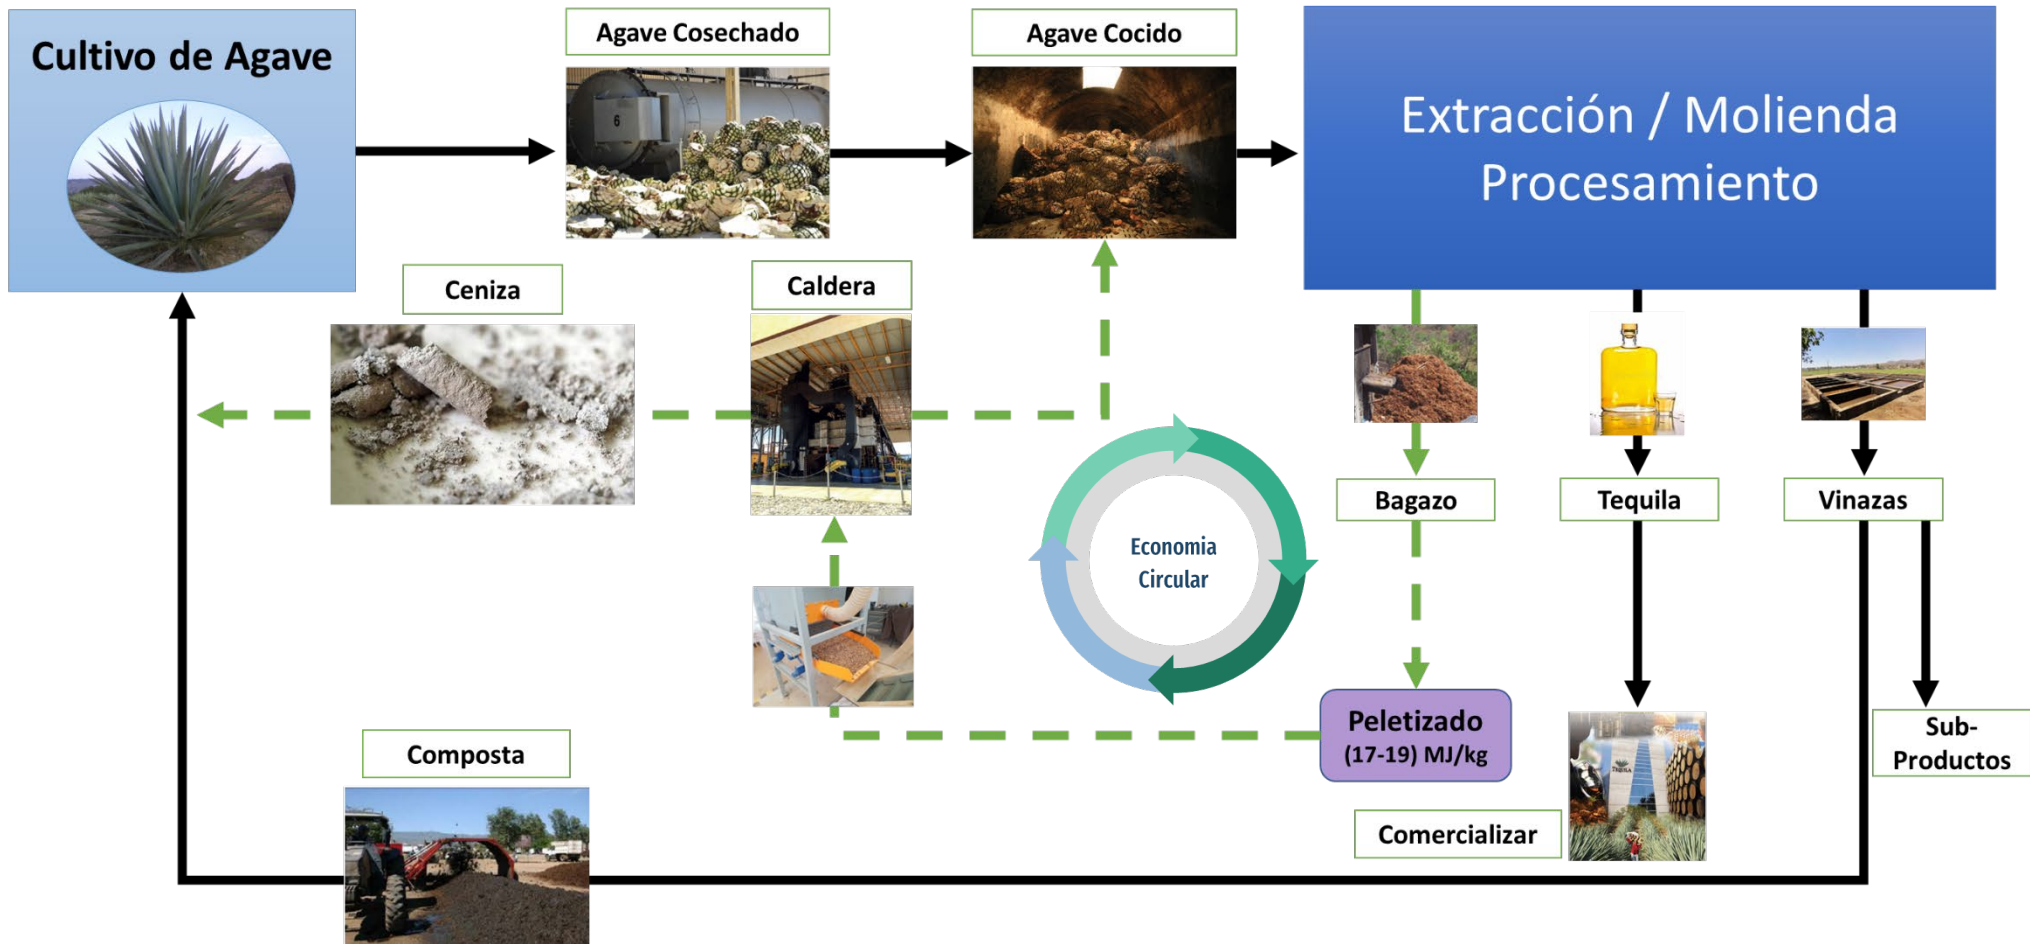 Cultivo de Agave
Agave Cosechado
Agave Cocido
Extracción / Molienda
Procesamiento
6
Ceniza
Caldera
Bagazo
Tequila
Vinazas
Economia
Circular
Peletizado
(17-19) MJ/kg
Sub-
Productos
Composta
Comercializar